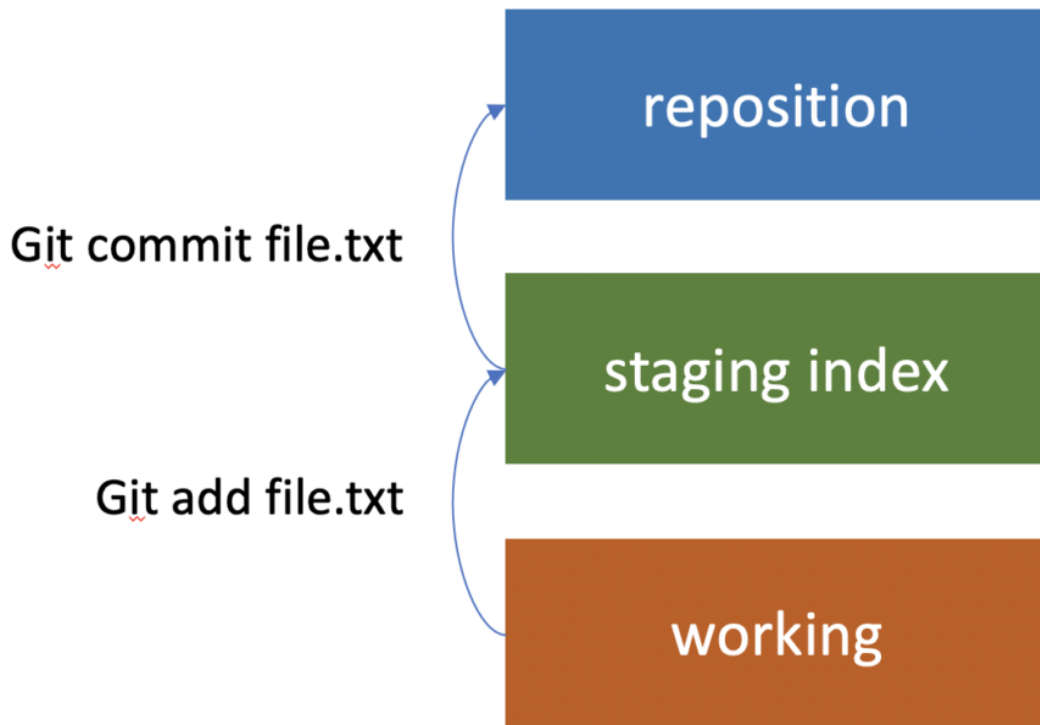 reposition
Git commit file.txt
staging index
Git add file.txt
working